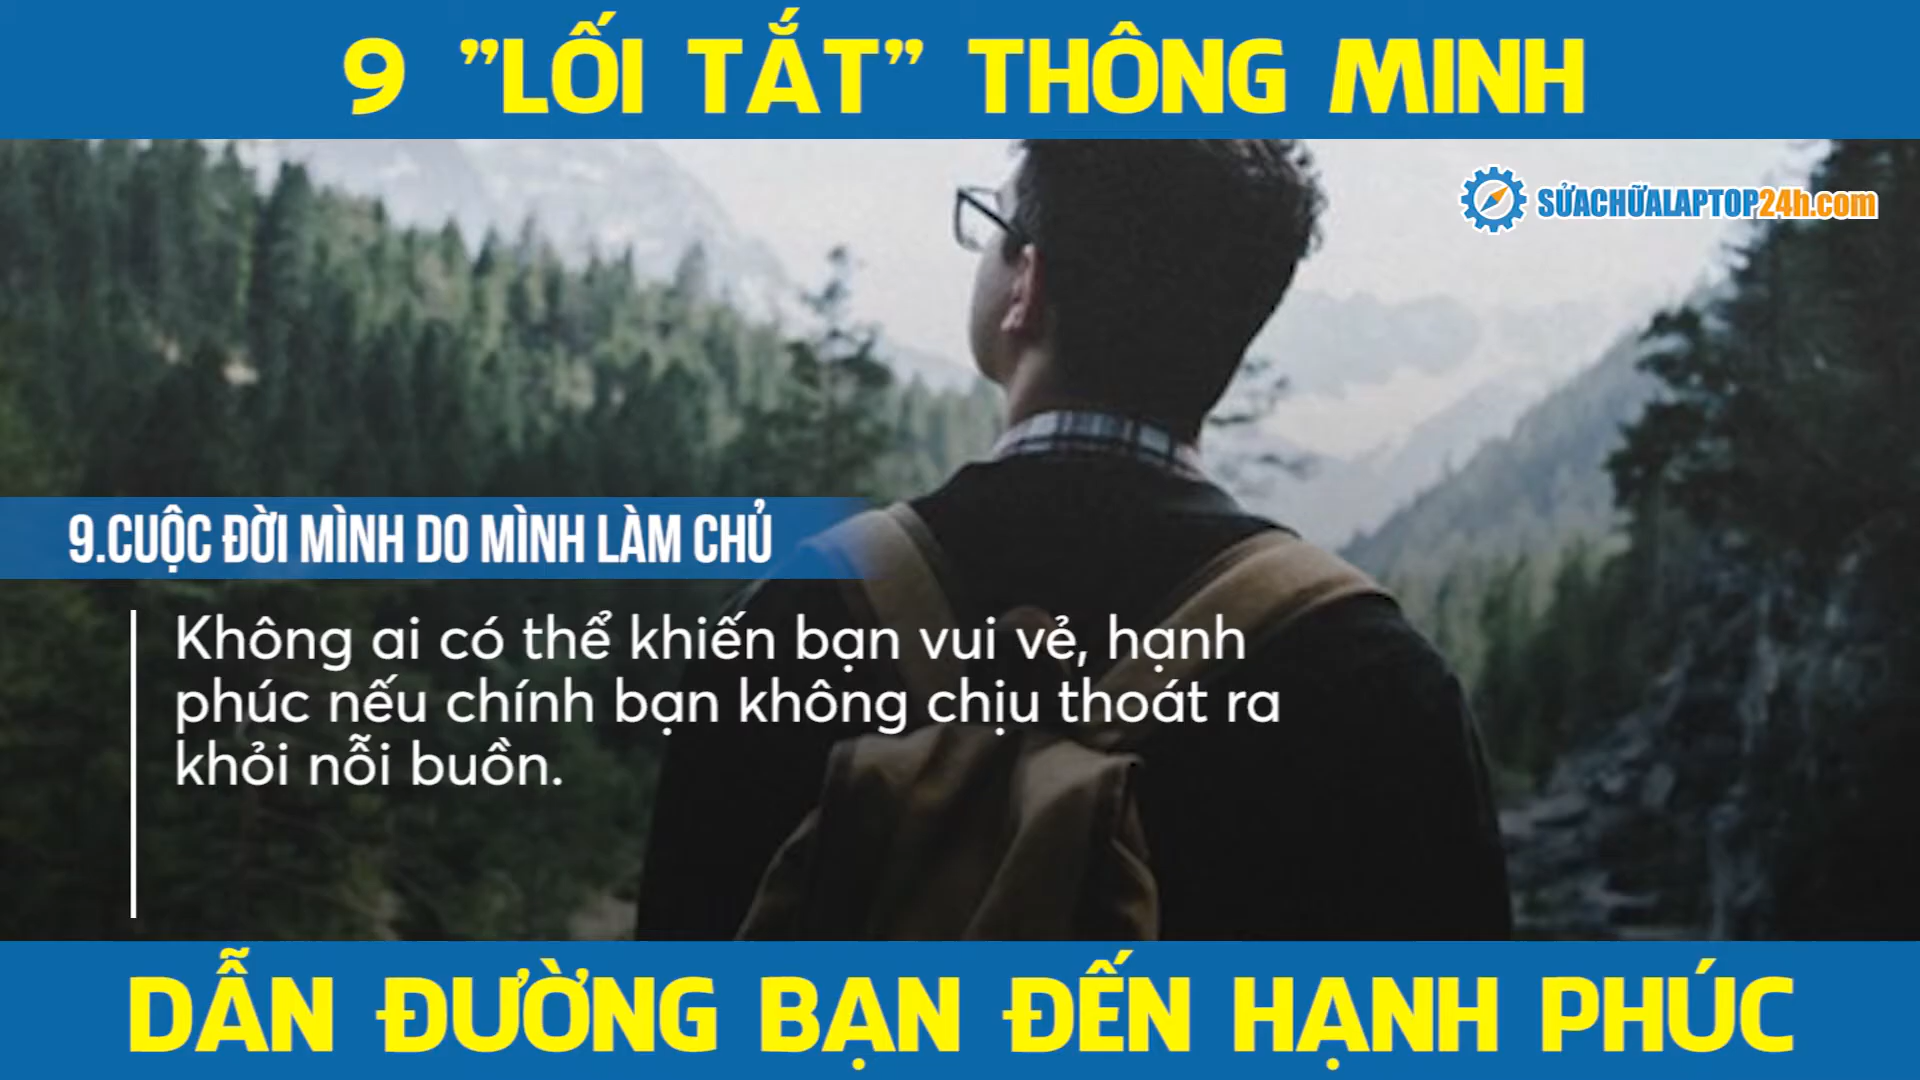 9 ”LỐI TẮT” THÔNG MINH
SỬACHỮALAPTOP24h.com
9.CUỘC ĐỜI MÌNH DO MÌNH LÀM CHỦ
Không ai có thể khiến bạn vui vẻ, hạnh
phúc nếu chính bạn không chịu thoát ra
khỏi nỗi buồn.
DẪN ĐƯỜNG BẠN ĐẾN HẠNH PHÚC